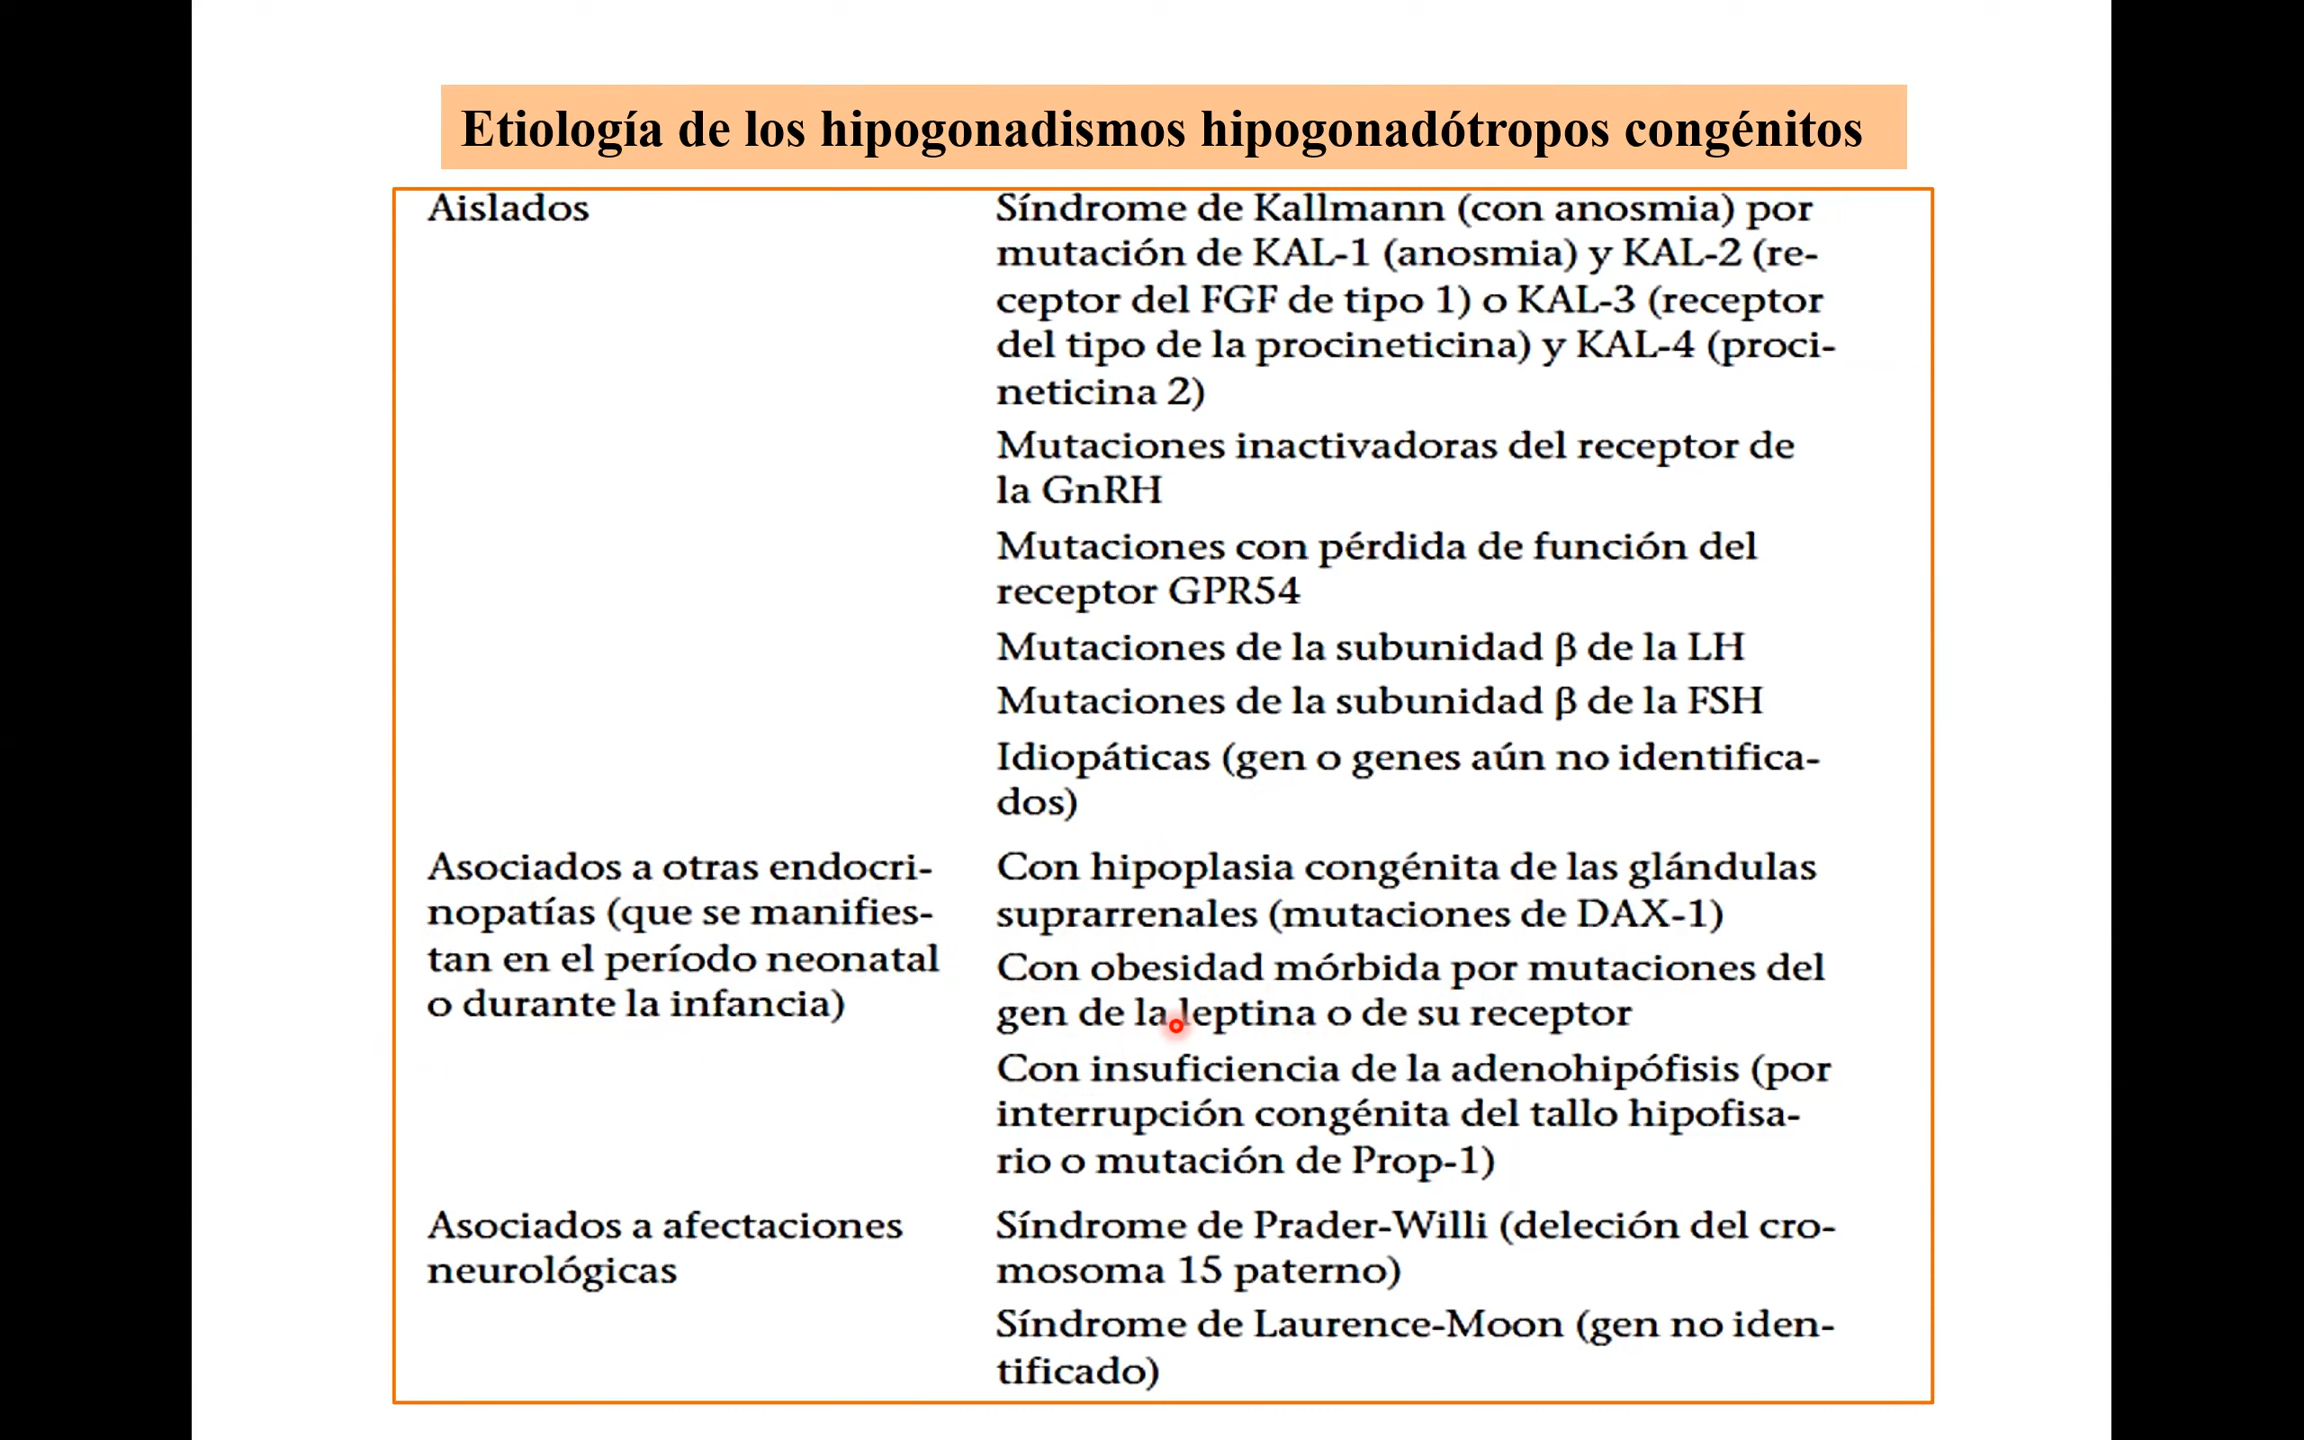 Etiología de los hipogonadismos hipogonadótropos congénitos
Aislados
Síndrome de Kallmann (con anosmia) por
mutación de KAL-1 (anosmia) y KAL-2 (re-
ceptor del FGF de tipo 1) o KAL-3 (receptor
del tipo de la procineticina) y KAL-4 (proci-
neticina 2)
Mutaciones inactivadoras del receptor de
la GnRH
Mutaciones con pérdida de función del
receptor GPR54
Mutaciones de la subunidad β de la LH
Mutaciones de la subunidad β de la FSH
Idiopáticas (gen o genes aún no identifica-
dos)
Asociados a otras endocri-
nopatías (que se manifies-
tan en el período neonatal
o durante la infancia)
Con hipoplasia congénita de las glándulas
suprarrenales (mutaciones de DAX-1)
Con obesidad mórbida por mutaciones del
gen de la leptina o de su receptor
Con insuficiencia de la adenohipófisis (por
interrupción congénita del tallo hipofisa-
rio o mutación de Prop-1)
Asociados a afectaciones
neurológicas
Síndrome de Prader-Willi (deleción del cro-
mosoma 15 paterno)
Síndrome de Laurence-Moon (gen no iden-
tificado)